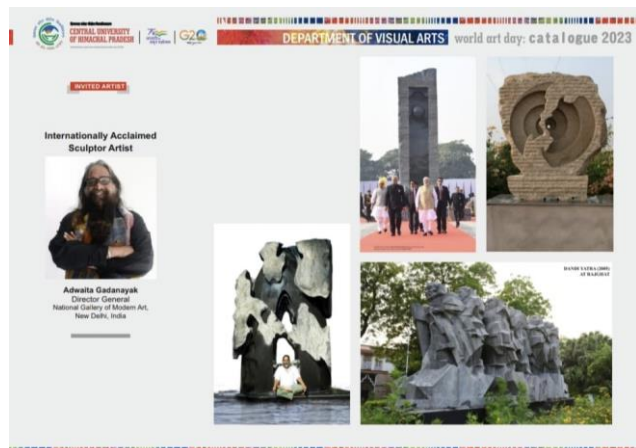 CENTRAL UNIVERSITY
OF HIMACHAL PRADESH
G20
DEPARTMENT OF VISUAL ARTS
world art day: catalogue 2023
INVITED ARTIST
Internationally Acclaimed
Sculptor Artist
Adwaita Gadanayak
Director General
National Gallery of Modern Art,
New Delhi, India
DANDI YATRA (2005)
AT RAJGHAT